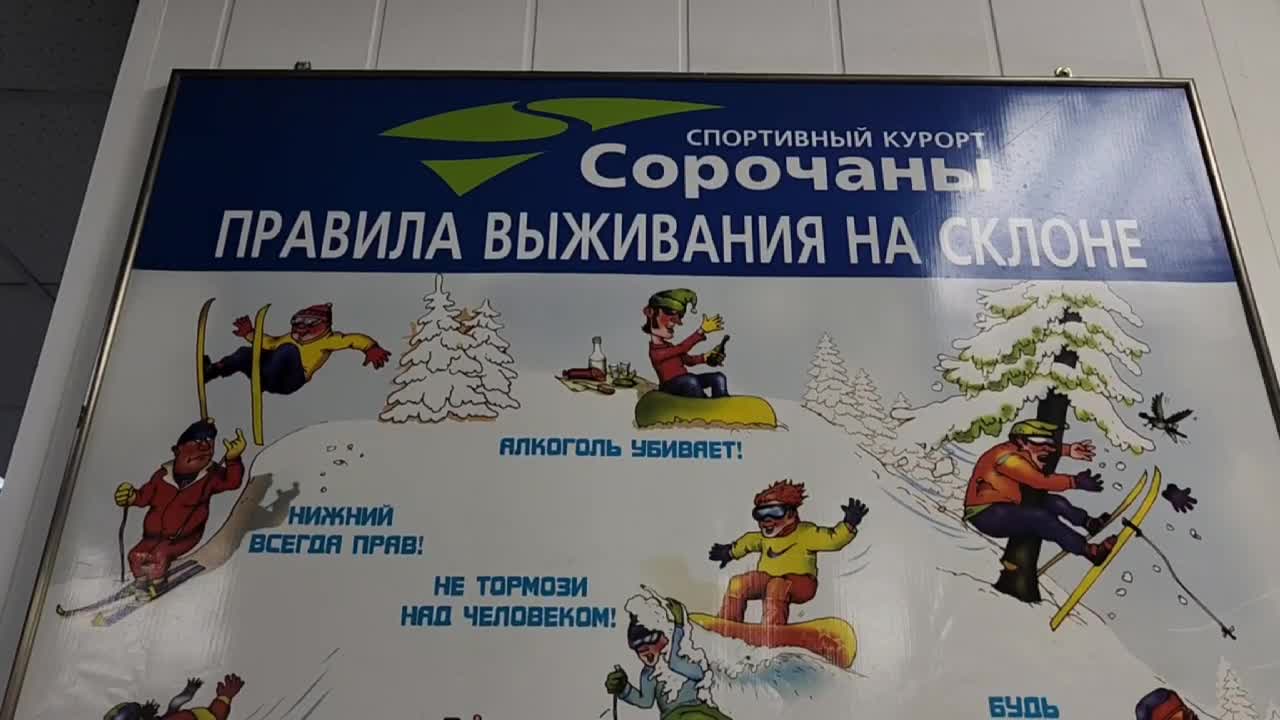 СПОРТИВНЫЙ КУРОРТ
Сорочаны
ПРАВИЛА ВЫЖИВАНИЯ НА СКЛОНЕ
АЛКОГОЛЬ УБИВАЕТ!
НИЖНИЙ
ВСЕГДА ПРАВ!
НЕ ТОРМОЗИ
НАД ЧЕЛОВЕКОМ!
БУДЬ